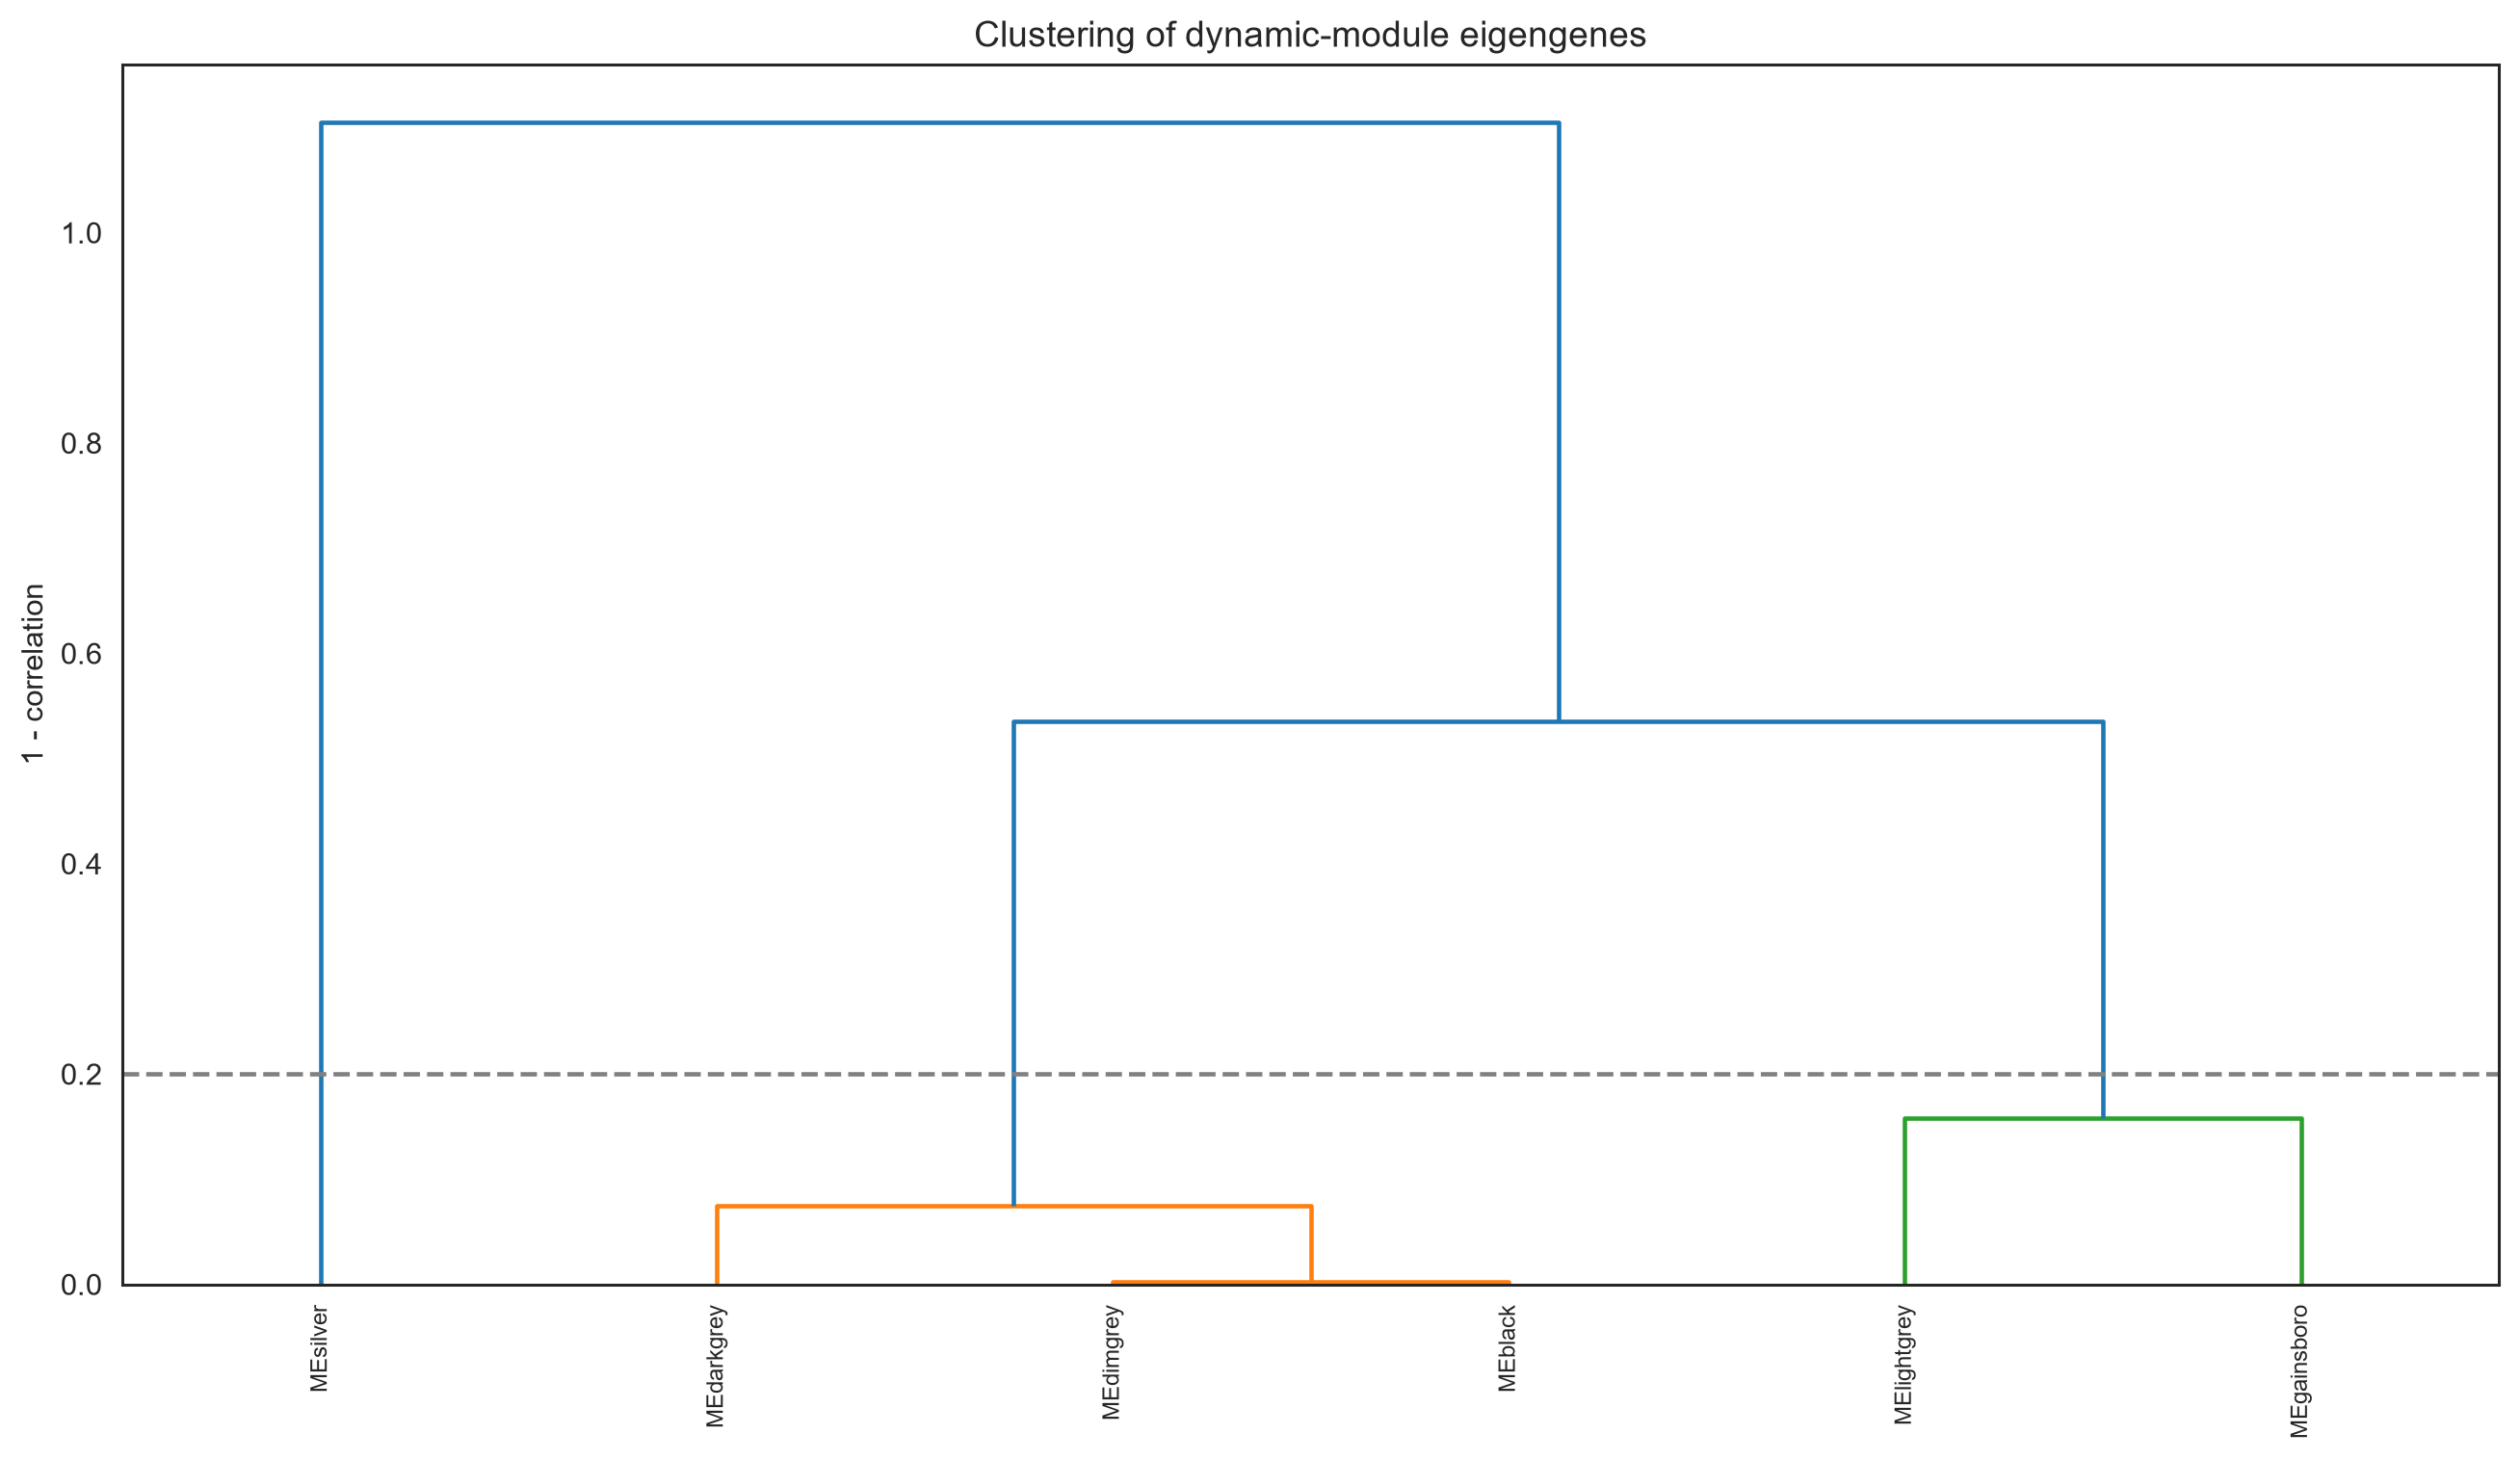 Clustering of dynamic-module eigengenes
1 - correlation
1.0
0.8
0.6
0.4
0.2
0.0
MEsilver
MEdarkgrey
MEdimgrey
MEblack
MElightgrey
MEgainsboro